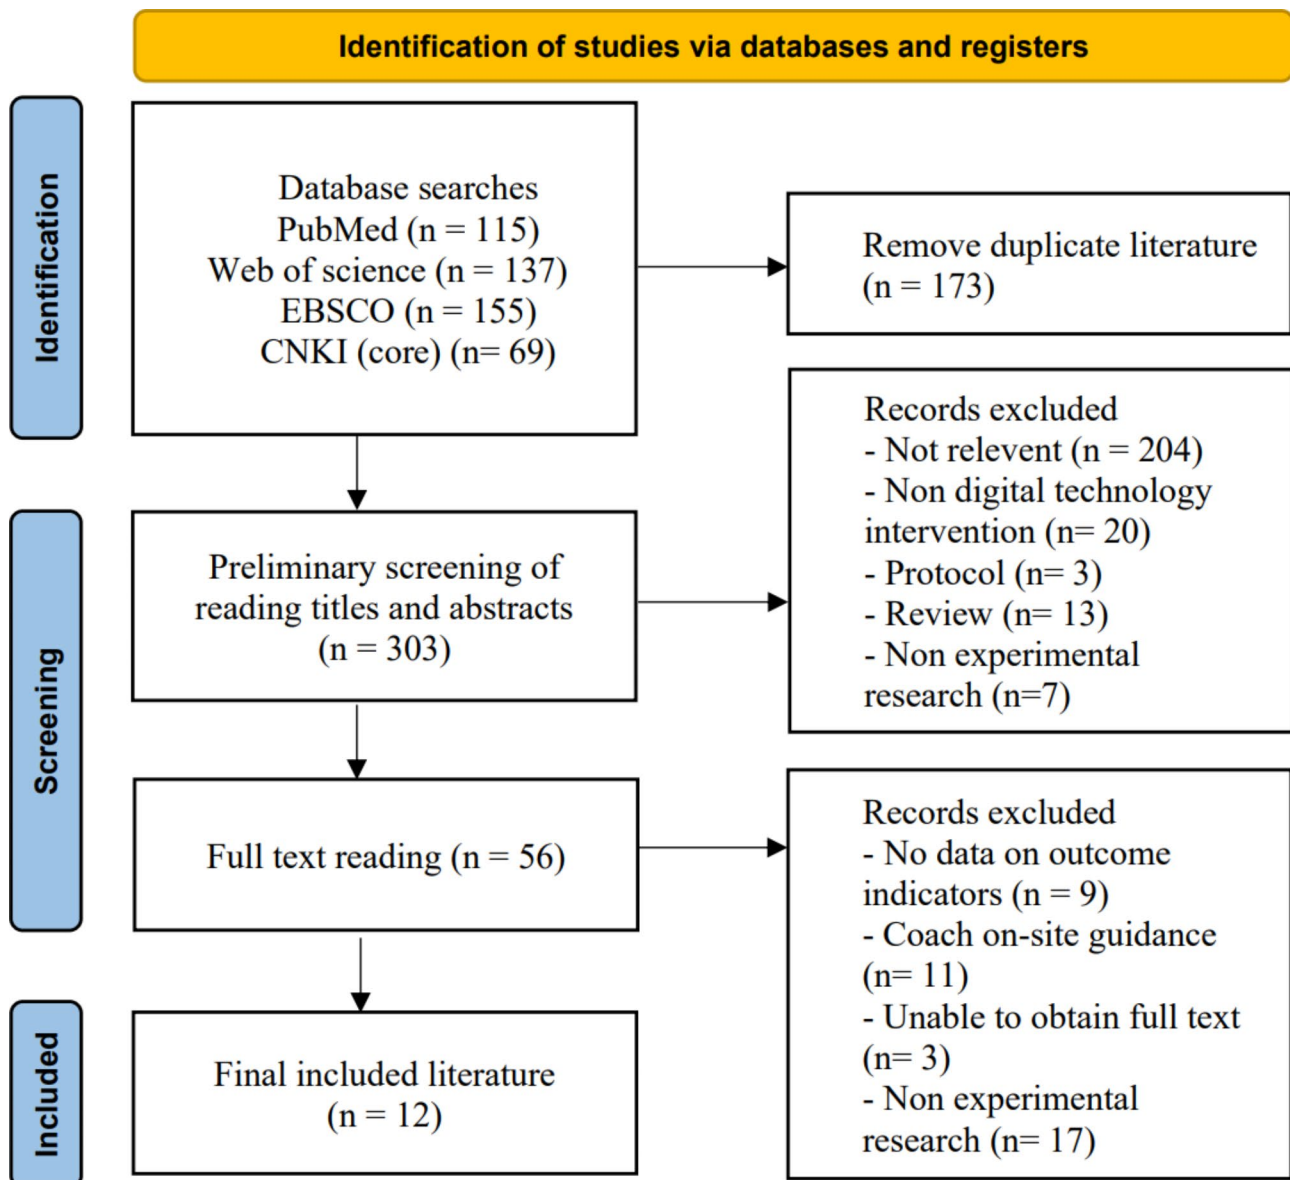 Identification of studies via databases and registers
Identification
Database searches
PubMed (n = 115)
Web of science (n = 137)
EBSCO (n = 155)
CNKI (core) (n= 69)
Remove duplicate literature
(n = 173)
Screening
Preliminary screening of
reading titles and abstracts
(n = 303)
Records excluded
- Not relevent (n = 204)
- Non digital technology
intervention (n= 20)
- Protocol (n= 3)
- Review (n= 13)
- Non experimental
research (n=7)
Full text reading (n = 56)
Records excluded
- No data on outcome
indicators (n = 9)
- Coach on-site guidance
(n= 11)
- Unable to obtain full text
(n= 3)
- Non experimental
research (n= 17)
Included
Final included literature
(n = 12)